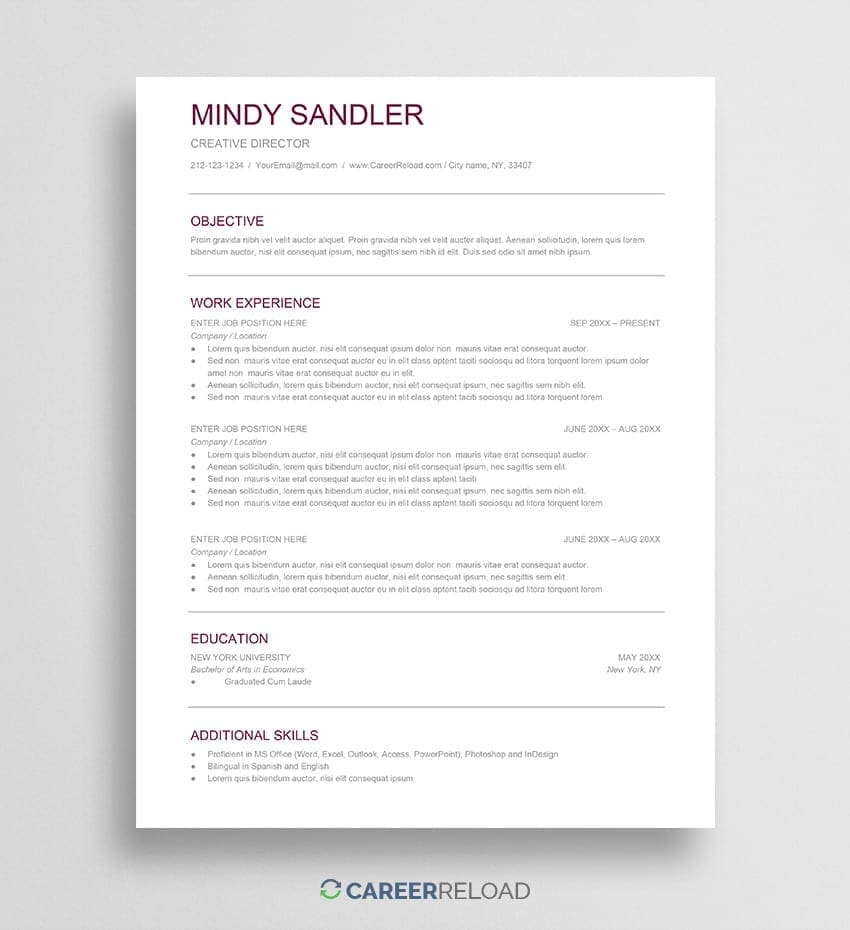 MINDY SANDLER
CREATIVE DIRECTOR
212-123-1234 / YourEmail@mail.com / www.CareerReload.com / City name, NY, 33407
OBJECTIVE
Proin gravida nibh vel velit auctor aliquet. Proin gravida nibh vel velit auctor aliquet. Aenean sollicitudin, lorem quis lorem
bibendum auctor, nisi elit consequat ipsum, nec sagittis sem nibh id elit. Duis sed odio sit amet nibh ipsum.
WORK EXPERIENCE
ENTER JOB POSITION HERE SEP 20XX – PRESENT
Company / Location
● Lorem quis bibendum auctor, nisi elit consequat ipsum dolor non mauris vitae erat consequat auctor.
● Sed non mauris vitae erat consequat auctor eu in elit class aptent taciti sociosqu ad litora torquent lorem ipsum dolor
amet non mauris vitae erat consequat auctor eu in elit.
● Aenean sollicitudin, lorem quis bibendum auctor, nisi elit consequat ipsum, nec sagittis sem nibh elit.
● Sed non mauris vitae erat consequat auctor eu in elit class aptent taciti sociosqu ad litora torquent lorem
ENTER JOB POSITION HERE JUNE 20XX – AUG 20XX
Company / Location
● Lorem quis bibendum auctor, nisi elit consequat ipsum dolor non mauris vitae erat consequat auctor.
● Aenean sollicitudin, lorem quis bibendum auctor, nisi elit consequat ipsum, nec sagittis sem elit.
● Sed non mauris vitae erat consequat auctor eu in elit class aptent taciti
● Aenean sollicitudin, lorem quis bibendum auctor, nisi elit consequat ipsum, nec sagittis sem nibh elit.
● Sed non mauris vitae erat consequat auctor eu in elit class aptent taciti sociosqu ad litora torquent lorem
ENTER JOB POSITION HERE JUNE 20XX – AUG 20XX
Company / Location
● Lorem quis bibendum auctor, nisi elit consequat ipsum dolor non mauris vitae erat consequat auctor.
● Aenean sollicitudin, lorem quis bibendum auctor, nisi elit consequat ipsum, nec sagittis sem elit.
● Sed non mauris vitae erat consequat auctor eu in elit class aptent taciti sociosqu ad litora torquent lorem
EDUCATION
NEW YORK UNIVERSITY MAY 20XX
Bachelor of Arts in Economics New York, NY
● Graduated Cum Laude
ADDITIONAL SKILLS
● Proficient in MS Office (Word, Excel, Outlook, Access, PowerPoint), Photoshop and InDesign
● Bilingual in Spanish and English
● Lorem quis bibendum auctor, nisi elit consequat ipsum
CAREERRELOAD